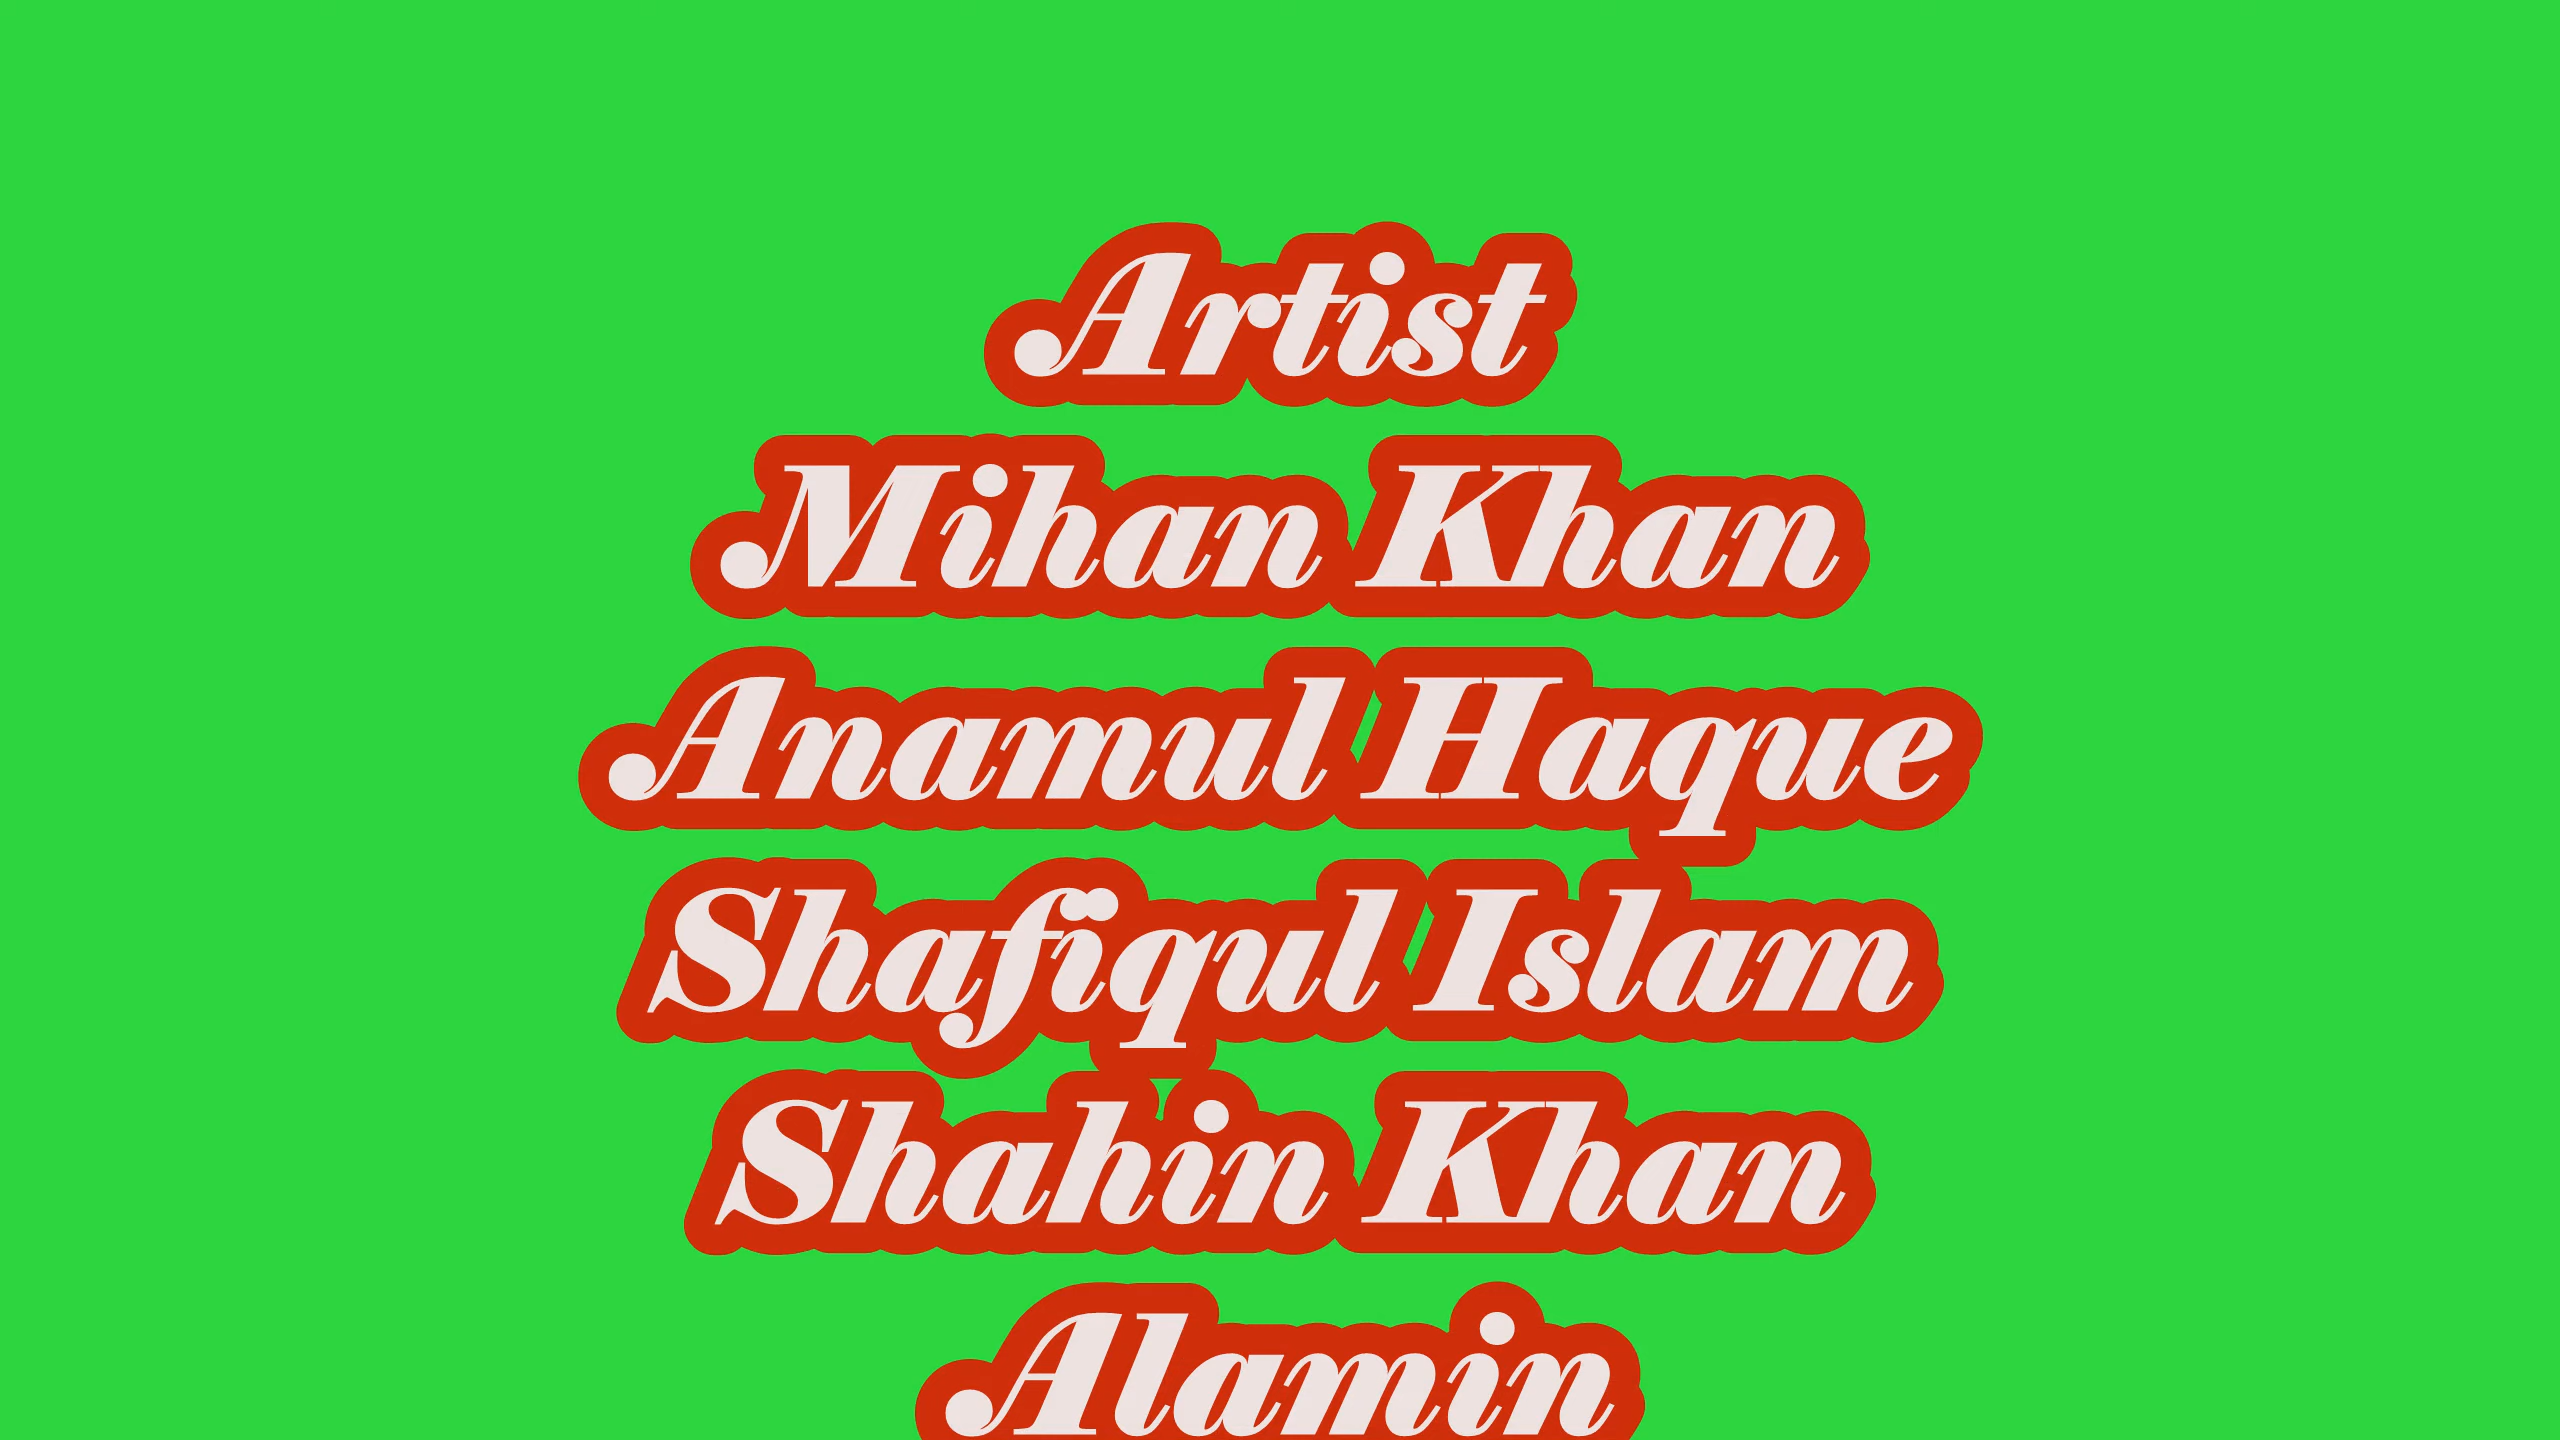 Artist
Mihan Khan
Anamul Haque
Shafiqul Islam
Shahin Khan
Alamin